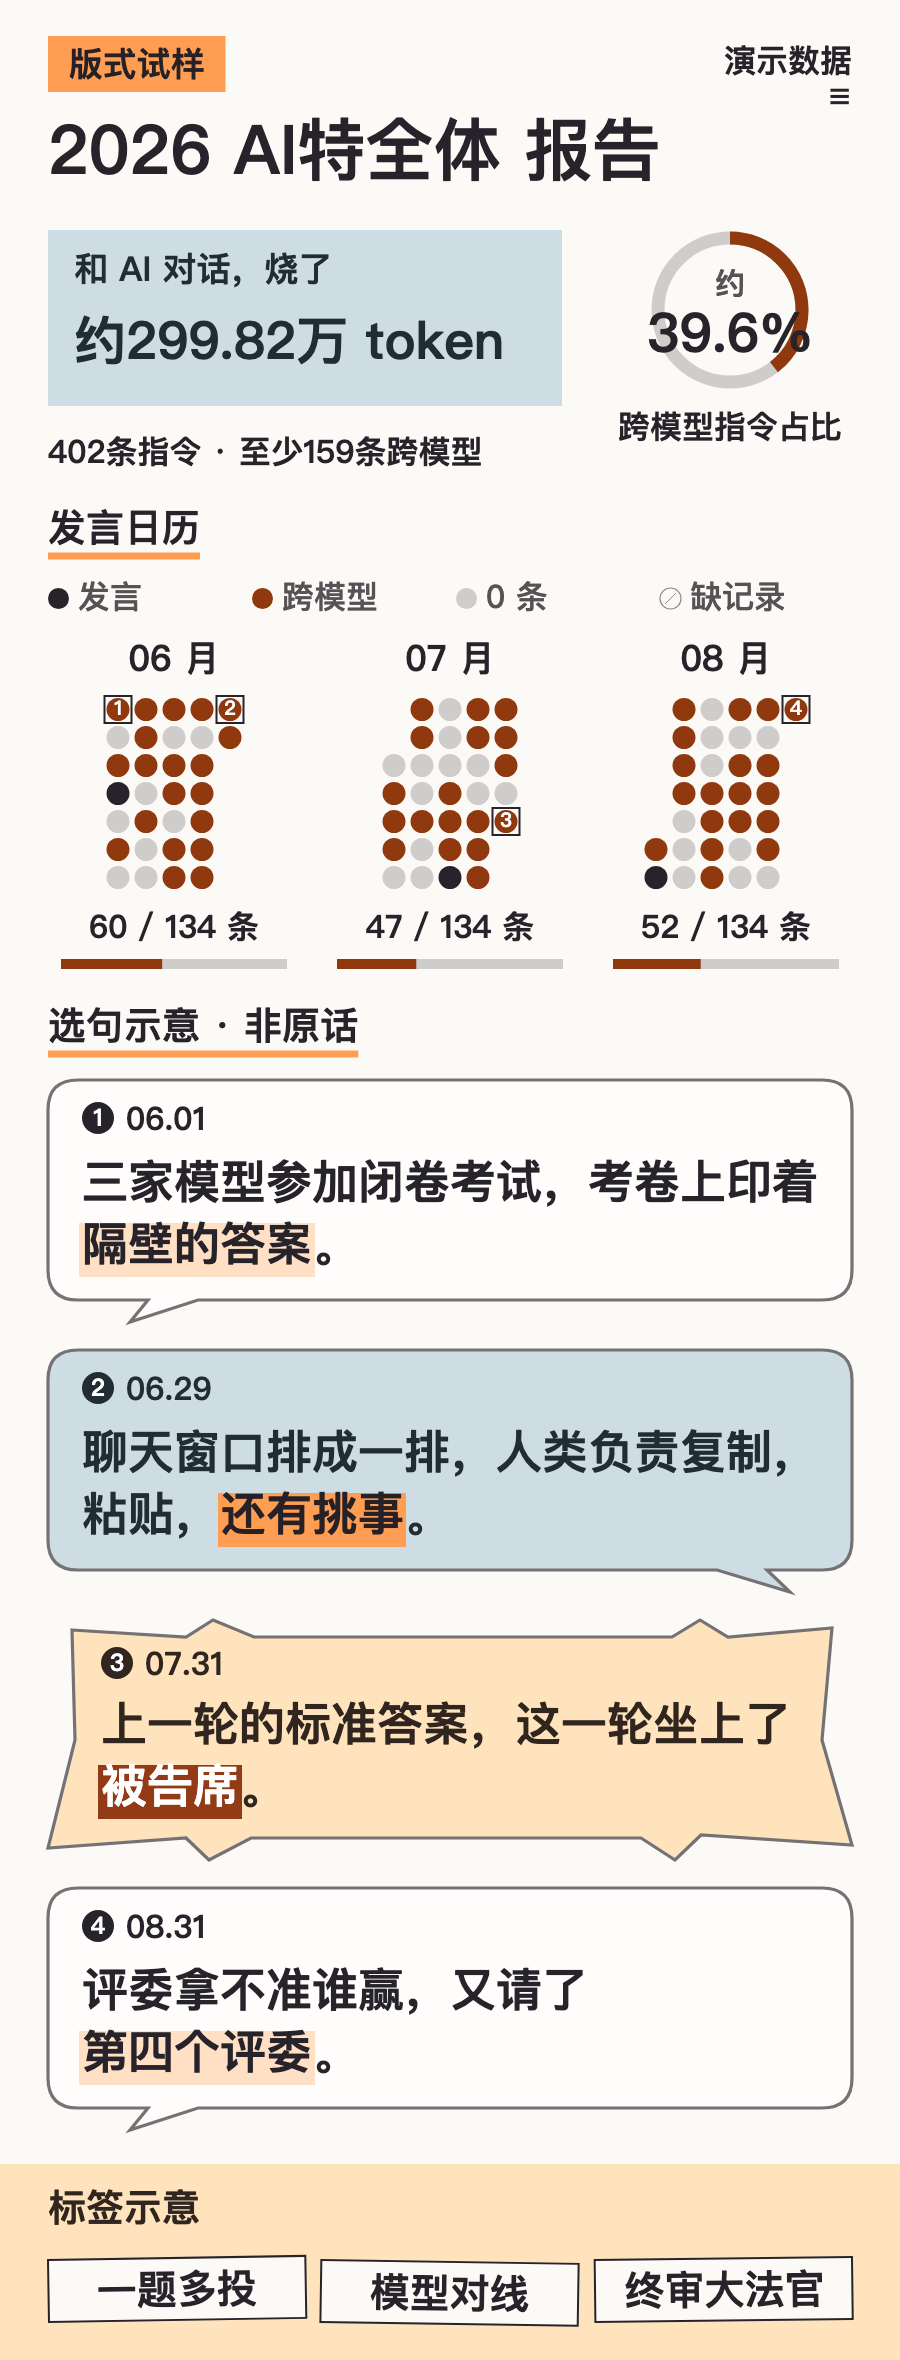 版式试样
演示数据
≡
2026 AI特全体 报告
和 AI 对话，烧了
约299.82万 token
约
39.6%
跨模型指令占比
402条指令 · 至少159条跨模型
发言日历
发言
跨模型
0 条
缺记录
06 月
07 月
08 月
1
2
4
3
60 / 134 条
47 / 134 条
52 / 134 条
选句示意 · 非原话
1 06.01
三家模型参加闭卷考试，考卷上印着
隔壁的答案。
2 06.29
聊天窗口排成一排，人类负责复制，
粘贴，还有挑事。
3 07.31
上一轮的标准答案，这一轮坐上了
被告席。
4 08.31
评委拿不准谁赢，又请了
第四个评委。
标签示意
一题多投
模型对线
终审大法官